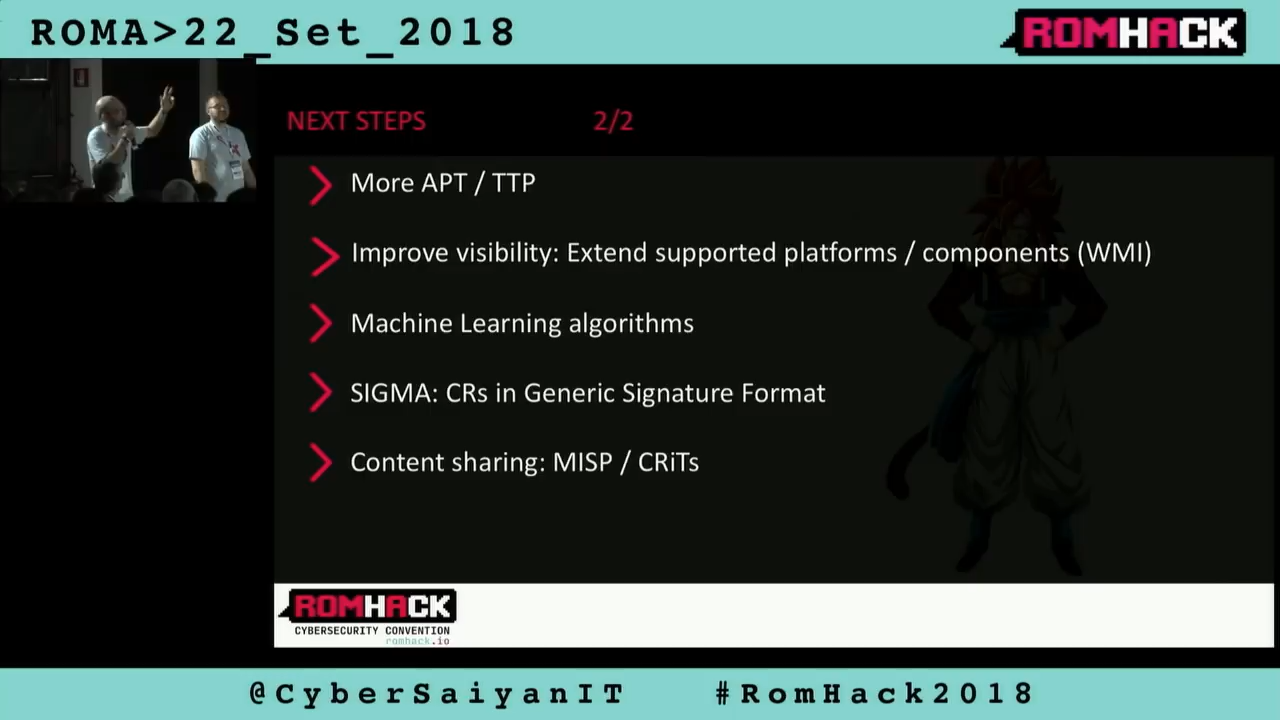 ROMA>22_Set_2018
ROMHACK
NEXT STEPS 2/2
More APT / TTP
Improve visibility: Extend supported platforms / components (WMI)
Machine Learning algorithms
SIGMA: CRs in Generic Signature Format
Content sharing: MISP / CRiTs
ROMHACK
CYBERSECURITY CONVENTION
romhack.io
@CyberSaiyanIT #RomHack2018